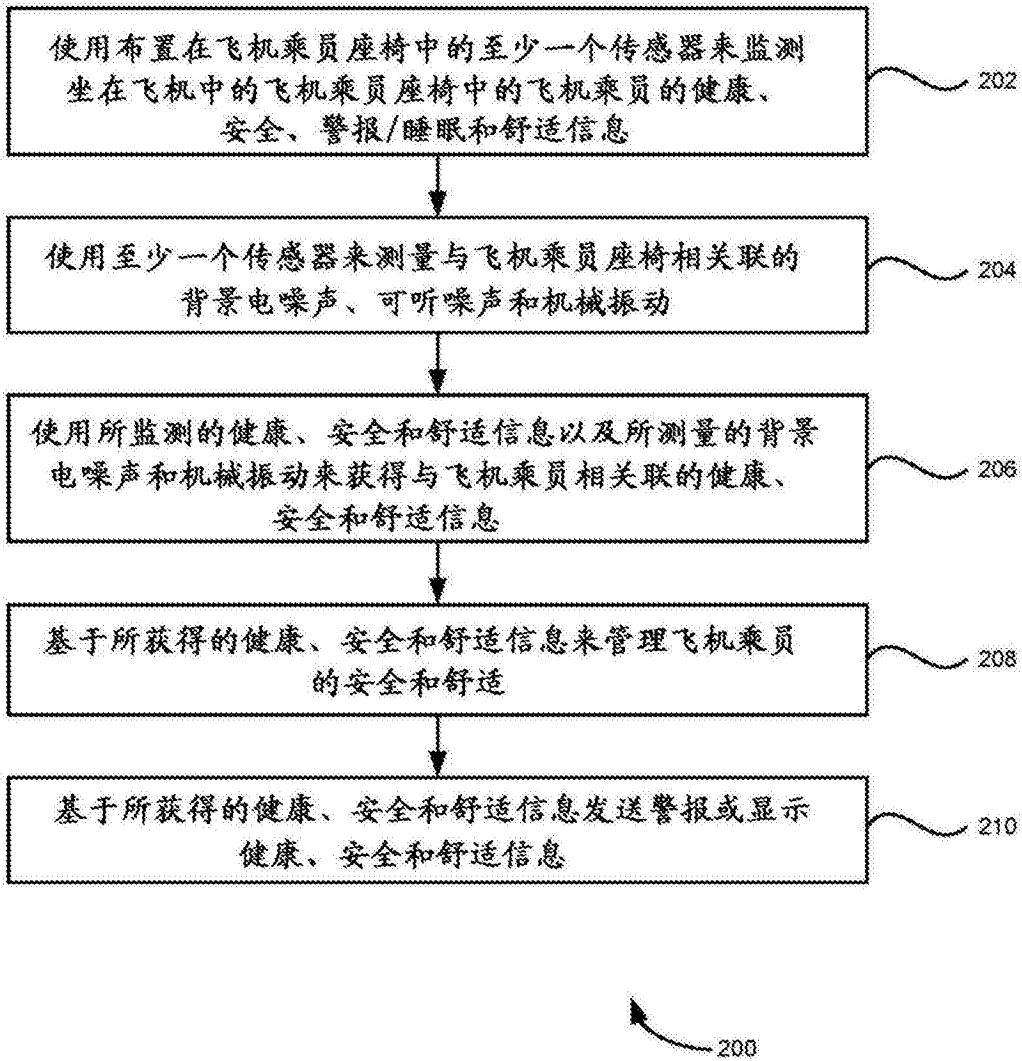 使用布置在飞机乘员座椅中的至少一个传感器来监测
坐在飞机中的飞机乘员座椅中的飞机乘员的健康、
安全、警报/睡眠和舒适信息
202
使用至少一个传感器来测量与飞机乘员座椅相关联的
背景电噪声、可听噪声和机械振动
204
使用所监测的健康、安全和舒适信息以及所测量的背景
电噪声和机械振动来获得与飞机乘员相关联的健康、
安全和舒适信息
206
基于所获得的健康、安全和舒适信息来管理飞机乘员
的安全和舒适
208
基于所获得的健康、安全和舒适信息发送警报或显示
健康、安全和舒适信息
210
200